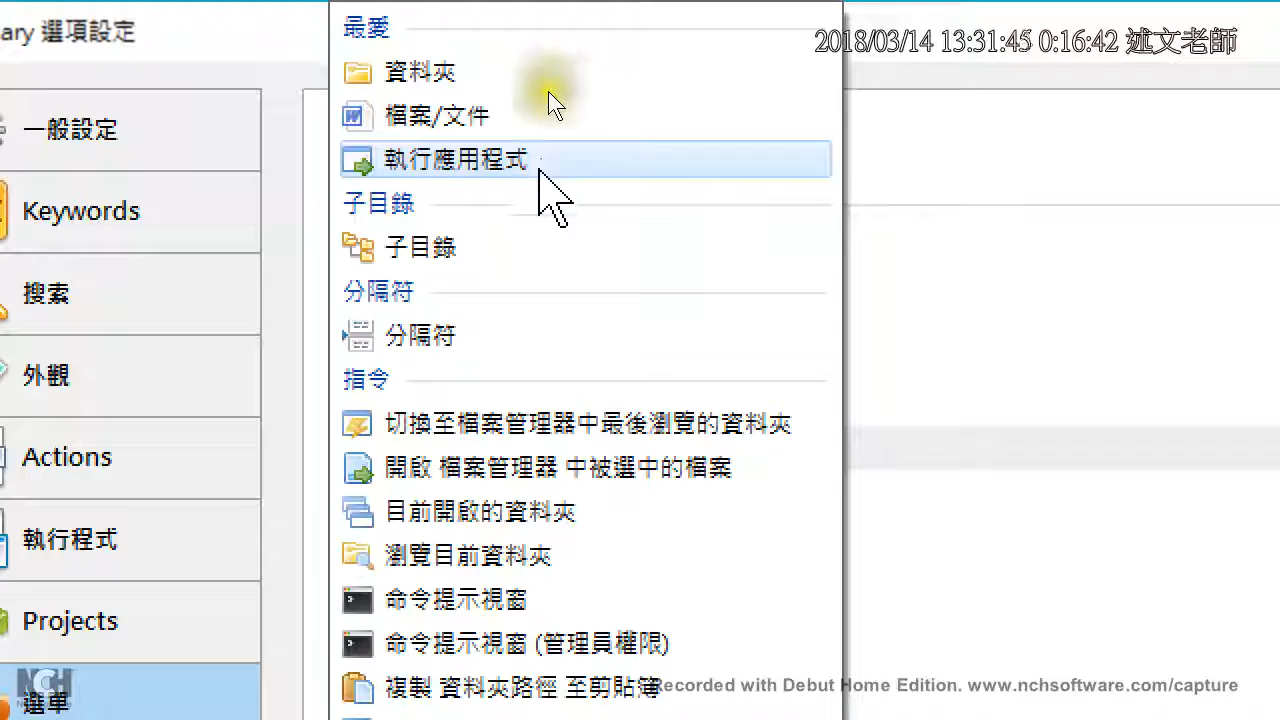 ary 選項設定
2018/03/14 13:31:45 0:16:42 述文老師
一般設定
Keywords
搜索
外觀
Actions
執行程式
Projects
選單
NCH
最愛
資料夾
檔案/文件
執行應用程式
子目錄
子目錄
分隔符
分隔符
指令
切換至檔案管理器中最後瀏覽的資料夾
開啟 檔案管理器 中被選中的檔案
目前開啟的資料夾
瀏覽目前資料夾
命令提示視窗
命令提示視窗 (管理員權限)
複製 資料夾路徑 至剪貼簿
Recorded with Debut Home Edition. www.nchsoftware.com/capture